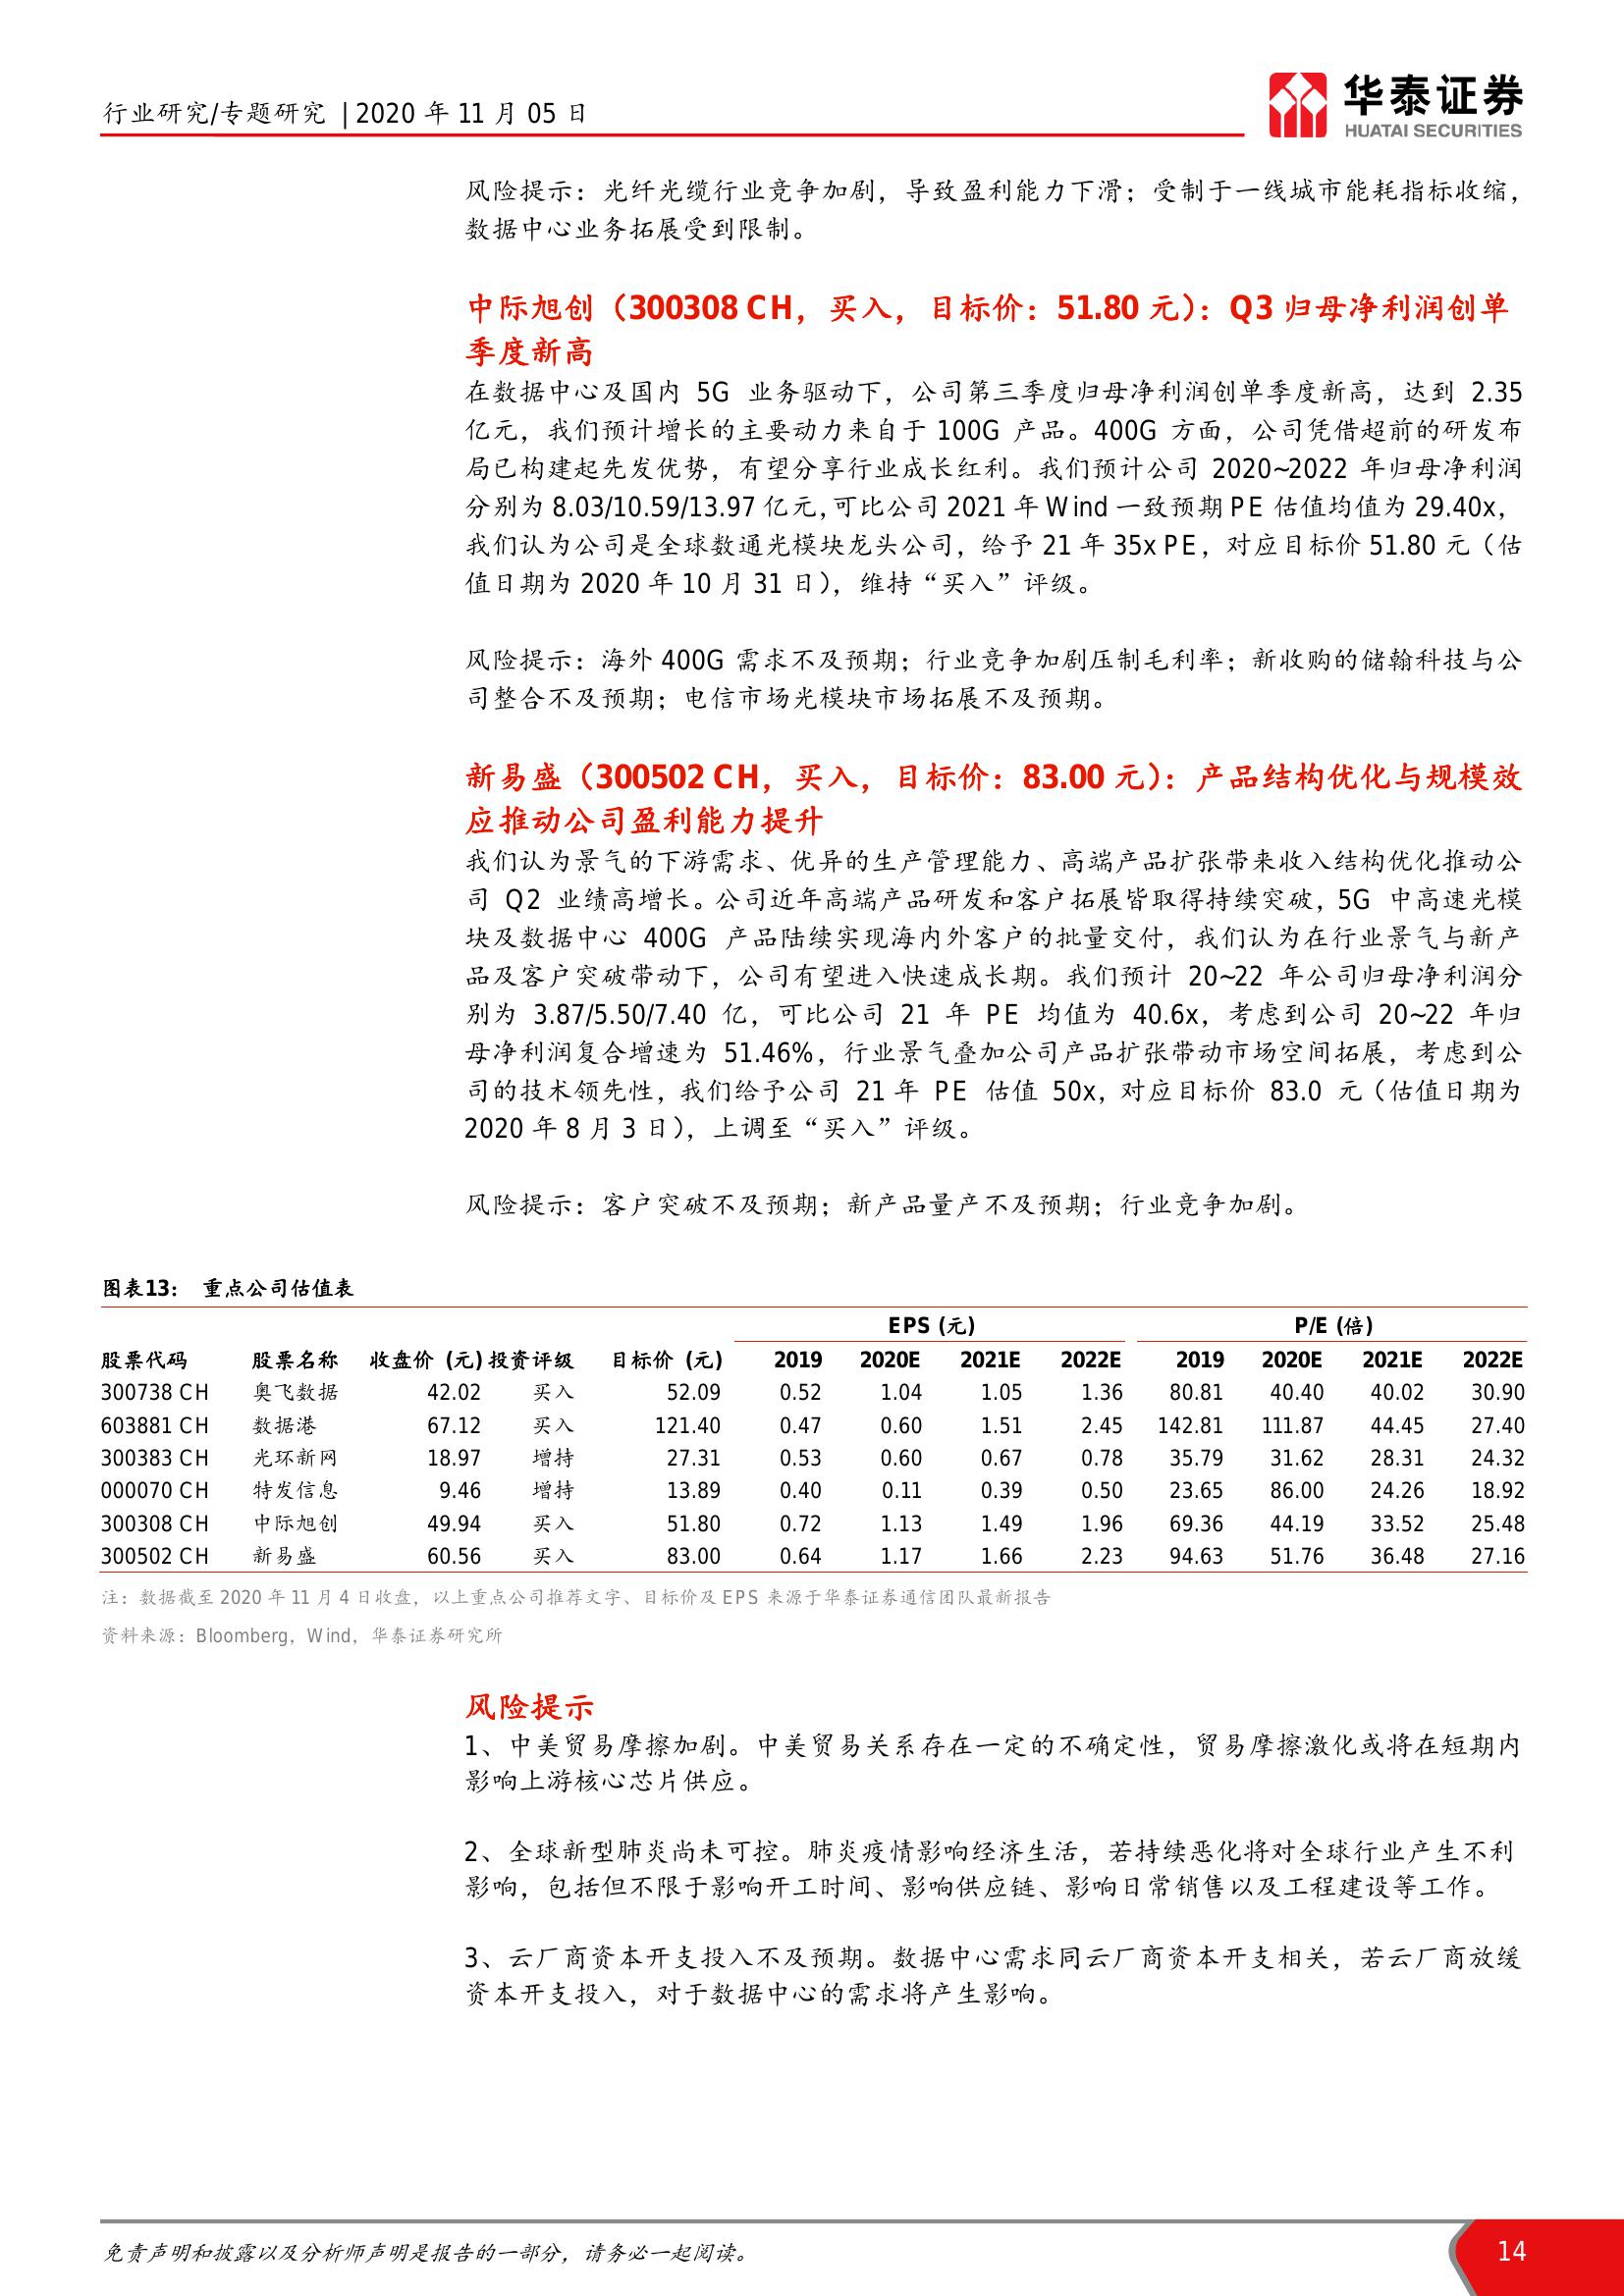 行业研究/专题研究 | 2020 年 11 月 05 日
华泰证券
HUATAI SECURITIES
风险提示：光纤光缆行业竞争加剧，导致盈利能力下滑；受制于一线城市能耗指标收缩，
数据中心业务拓展受到限制。
中际旭创（300308 CH，买入，目标价：51.80 元）：Q3 归母净利润创单
季度新高
在数据中心及国内 5G 业务驱动下，公司第三季度归母净利润创单季度新高，达到 2.35
亿元，我们预计增长的主要动力来自于 100G 产品。400G 方面，公司凭借超前的研发布
局已构建起先发优势，有望分享行业成长红利。我们预计公司 2020~2022 年归母净利润
分别为 8.03/10.59/13.97 亿元，可比公司 2021 年 Wind 一致预期 PE 估值均值为 29.40x，
我们认为公司是全球数通光模块龙头公司，给予 21 年 35x PE，对应目标价 51.80 元（估
值日期为 2020 年 10 月 31 日），维持“买入”评级。
风险提示：海外 400G 需求不及预期；行业竞争加剧压制毛利率；新收购的储翰科技与公
司整合不及预期；电信市场光模块市场拓展不及预期。
新易盛（300502 CH，买入，目标价：83.00 元）：产品结构优化与规模效
应推动公司盈利能力提升
我们认为景气的下游需求、优异的生产管理能力、高端产品扩张带来收入结构优化推动公
司 Q2 业绩高增长。公司近年高端产品研发和客户拓展皆取得持续突破，5G 中高速光模
块及数据中心 400G 产品陆续实现海内外客户的批量交付，我们认为在行业景气与新产
品及客户突破带动下，公司有望进入快速成长期。我们预计 20~22 年公司归母净利润分
别为 3.87/5.50/7.40 亿，可比公司 21 年 PE 均值为 40.6x，考虑到公司 20~22 年归
母净利润复合增速为 51.46%，行业景气叠加公司产品扩张带动市场空间拓展，考虑到公
司的技术领先性，我们给予公司 21 年 PE 估值 50x，对应目标价 83.0 元（估值日期为
2020 年 8 月 3 日），上调至“买入”评级。
风险提示：客户突破不及预期；新产品量产不及预期；行业竞争加剧。
图表13： 重点公司估值表
EPS (元) P/E (倍)
股票代码 股票名称 收盘价 (元) 投资评级 目标价 (元) 2019 2020E 2021E 2022E 2019 2020E 2021E 2022E
300738 CH 奥飞数据 42.02 买入 52.09 0.52 1.04 1.05 1.36 80.81 40.40 40.02 30.90
603881 CH 数据港 67.12 买入 121.40 0.47 0.60 1.51 2.45 142.81 111.87 44.45 27.40
300383 CH 光环新网 18.97 增持 27.31 0.53 0.60 0.67 0.78 35.79 31.62 28.31 24.32
000070 CH 特发信息 9.46 增持 13.89 0.40 0.11 0.39 0.50 23.65 86.00 24.26 18.92
300308 CH 中际旭创 49.94 买入 51.80 0.72 1.13 1.49 1.96 69.36 44.19 33.52 25.48
300502 CH 新易盛 60.56 买入 83.00 0.64 1.17 1.66 2.23 94.63 51.76 36.48 27.16
注：数据截至 2020 年 11 月 4 日收盘，以上重点公司推荐文字、目标价及 EPS 来源于华泰证券通信团队最新报告
资料来源：Bloomberg，Wind，华泰证券研究所
风险提示
1、中美贸易摩擦加剧。中美贸易关系存在一定的不确定性，贸易摩擦激化或将在短期内
影响上游核心芯片供应。
2、全球新型肺炎尚未可控。肺炎疫情影响经济生活，若持续恶化将对全球行业产生不利
影响，包括但不限于影响开工时间、影响供应链、影响日常销售以及工程建设等工作。
3、云厂商资本开支投入不及预期。数据中心需求同云厂商资本开支相关，若云厂商放缓
资本开支投入，对于数据中心的需求将产生影响。
免责声明和披露以及分析师声明是报告的一部分，请务必一起阅读。
14